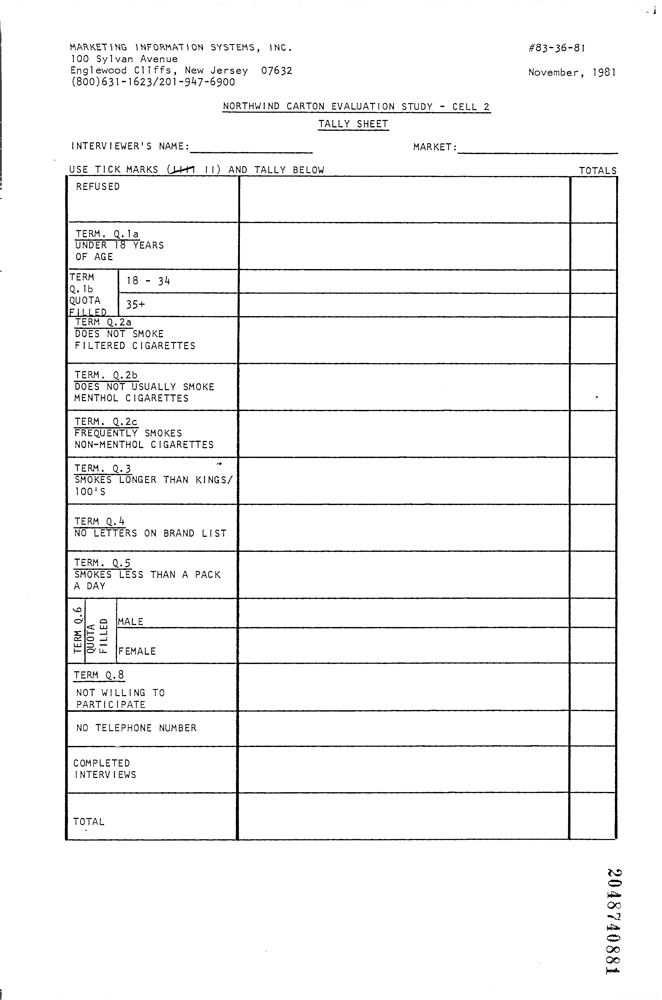 MARKETING INFORMATION SYSTEMS, INC.
#83-36-81
100 Sylvan Avenue
Englewood Cliffs, New Jersey 07632
November, 1981
(800)631-1623/201-947-6900
NORTHWIND CARTON EVALUATION STUDY - CELL 2
TALLY SHEET
INTERVIEWER'S NAME:
MARKET:
USE TICK MARKS (IIII II) AND TALLY BELOW
TOTALS
REFUSED
TERM. Q.1a
UNDER 18 YEARS
OF AGE
TERM
Q.1b
QUOTA
FILLED
18 - 34
35+
TERM Q.2a
DOES NOT SMOKE
FILTERED CIGARETTES
TERM. Q.2b
DOES NOT USUALLY SMOKE
MENTHOL CIGARETTES
TERM. Q.2c
FREQUENTLY SMOKES
NON-MENTHOL CIGARETTES
TERM. Q.3
SMOKES LONGER THAN KINGS/
100'S
TERM Q.4
NO LETTERS ON BRAND LIST
TERM. Q.5
SMOKES LESS THAN A PACK
A DAY
TERM Q.6
QUOTA
FILLED
MALE
FEMALE
TERM Q.8
NOT WILLING TO
PARTICIPATE
NO TELEPHONE NUMBER
COMPLETED
INTERVIEWS
TOTAL
2048740881